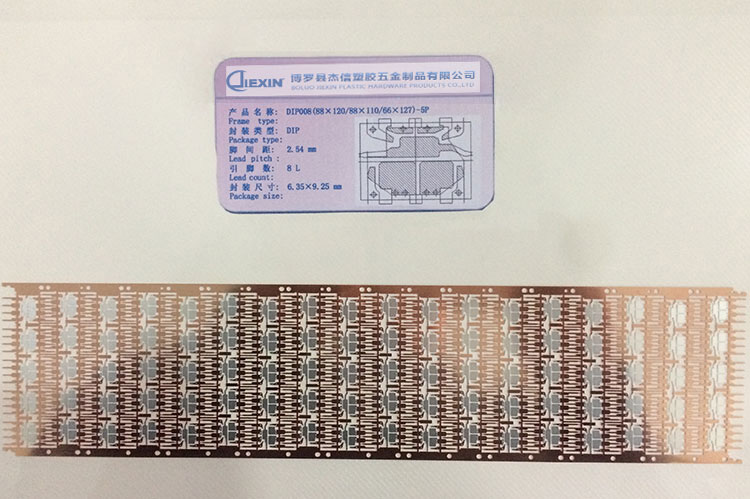 JIEXIN 博罗县杰信塑胶五金制品有限公司
BOLUO JIEXIN PLASTIC HARDWARE PRODUCTS CO.,LTD
产品名称: DIP008(88×120/88×110/66×127)-5P
Frame type:
封装类型: DIP
Package type:
脚间距: 2.54 mm
Lead pitch :
引脚数: 8 L
Lead count:
封装尺寸: 6.35×9.25 mm
Package size: